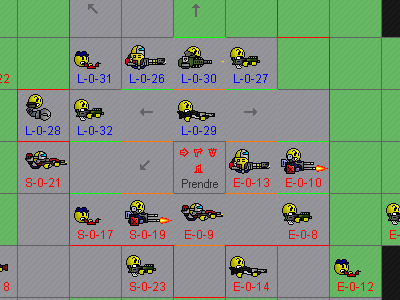 L-0-31 L-0-26 L-0-30 L-0-27
22
L-0-28 L-0-32 L-0-29
S-0-21 Prendre E-0-13 E-0-10
S-0-17 S-0-19 E-0-9 E-0-8 E-
8 S-0-23 E-0-14 E-0-12